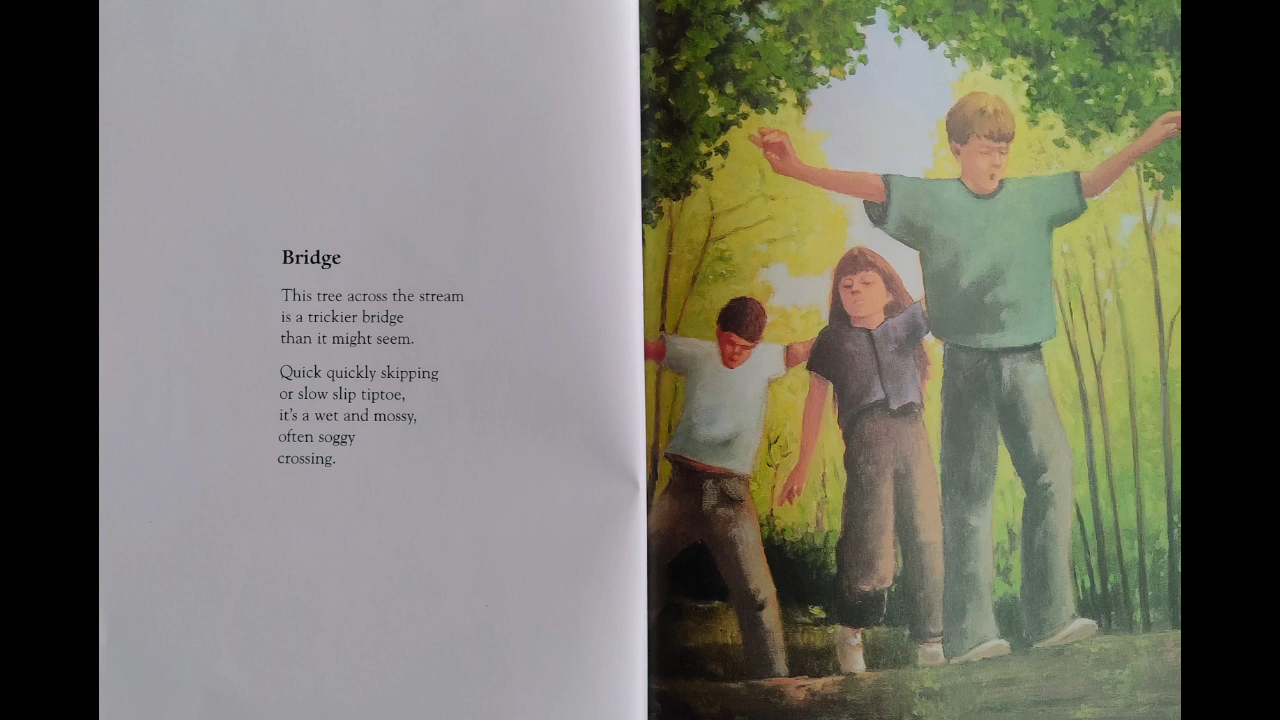 Bridge
This tree across the stream
is a trickier bridge
than it might seem.
Quick quickly skipping
or slow slip tiptoe,
it's a wet and mossy,
often soggy
crossing.